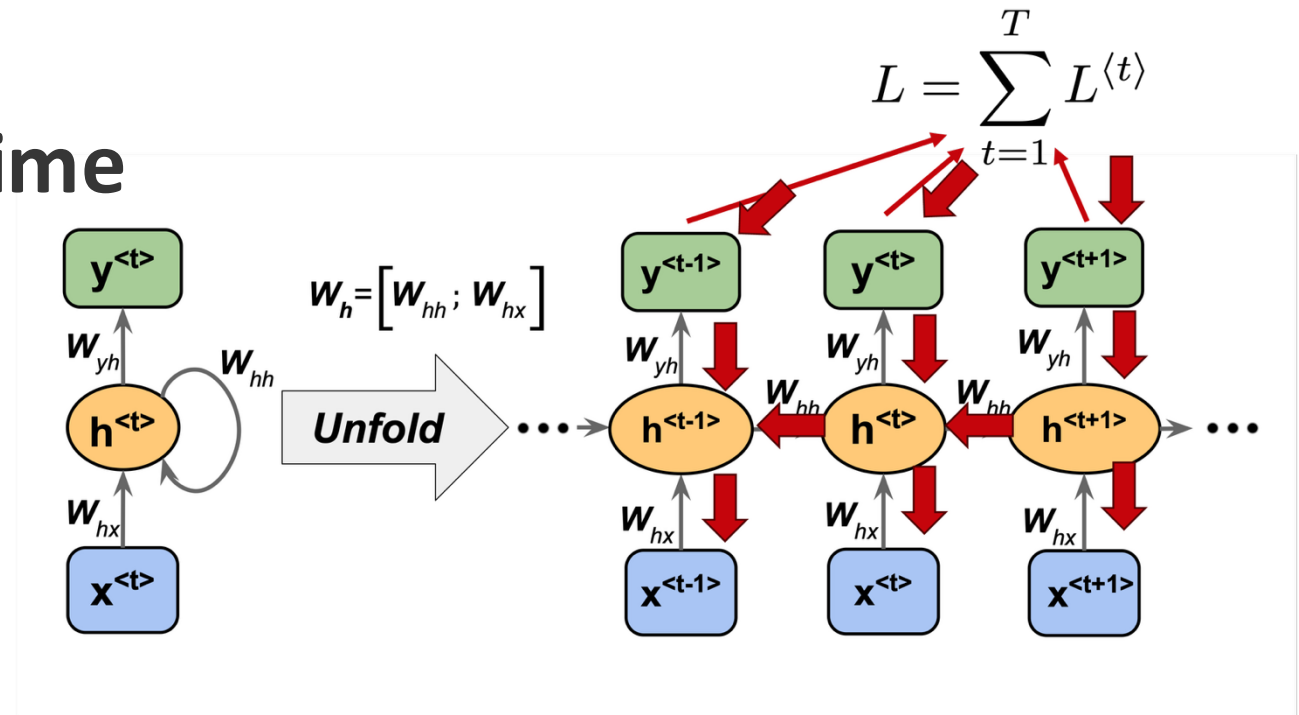 ime
L = \sum_{t=1}^{T} L^{⟨t⟩}
y<t>
W_h=[W_hh ; W_hx]
y<t-1>
y<t>
y<t+1>
W_yh
W_hh
W_yh
W_yh
W_yh
h<t>
Unfold
•••
h<t-1>
W_hh
h<t>
W_hh
h<t+1>
•••
W_hx
W_hx
W_hx
W_hx
x<t>
x<t-1>
x<t>
x<t+1>